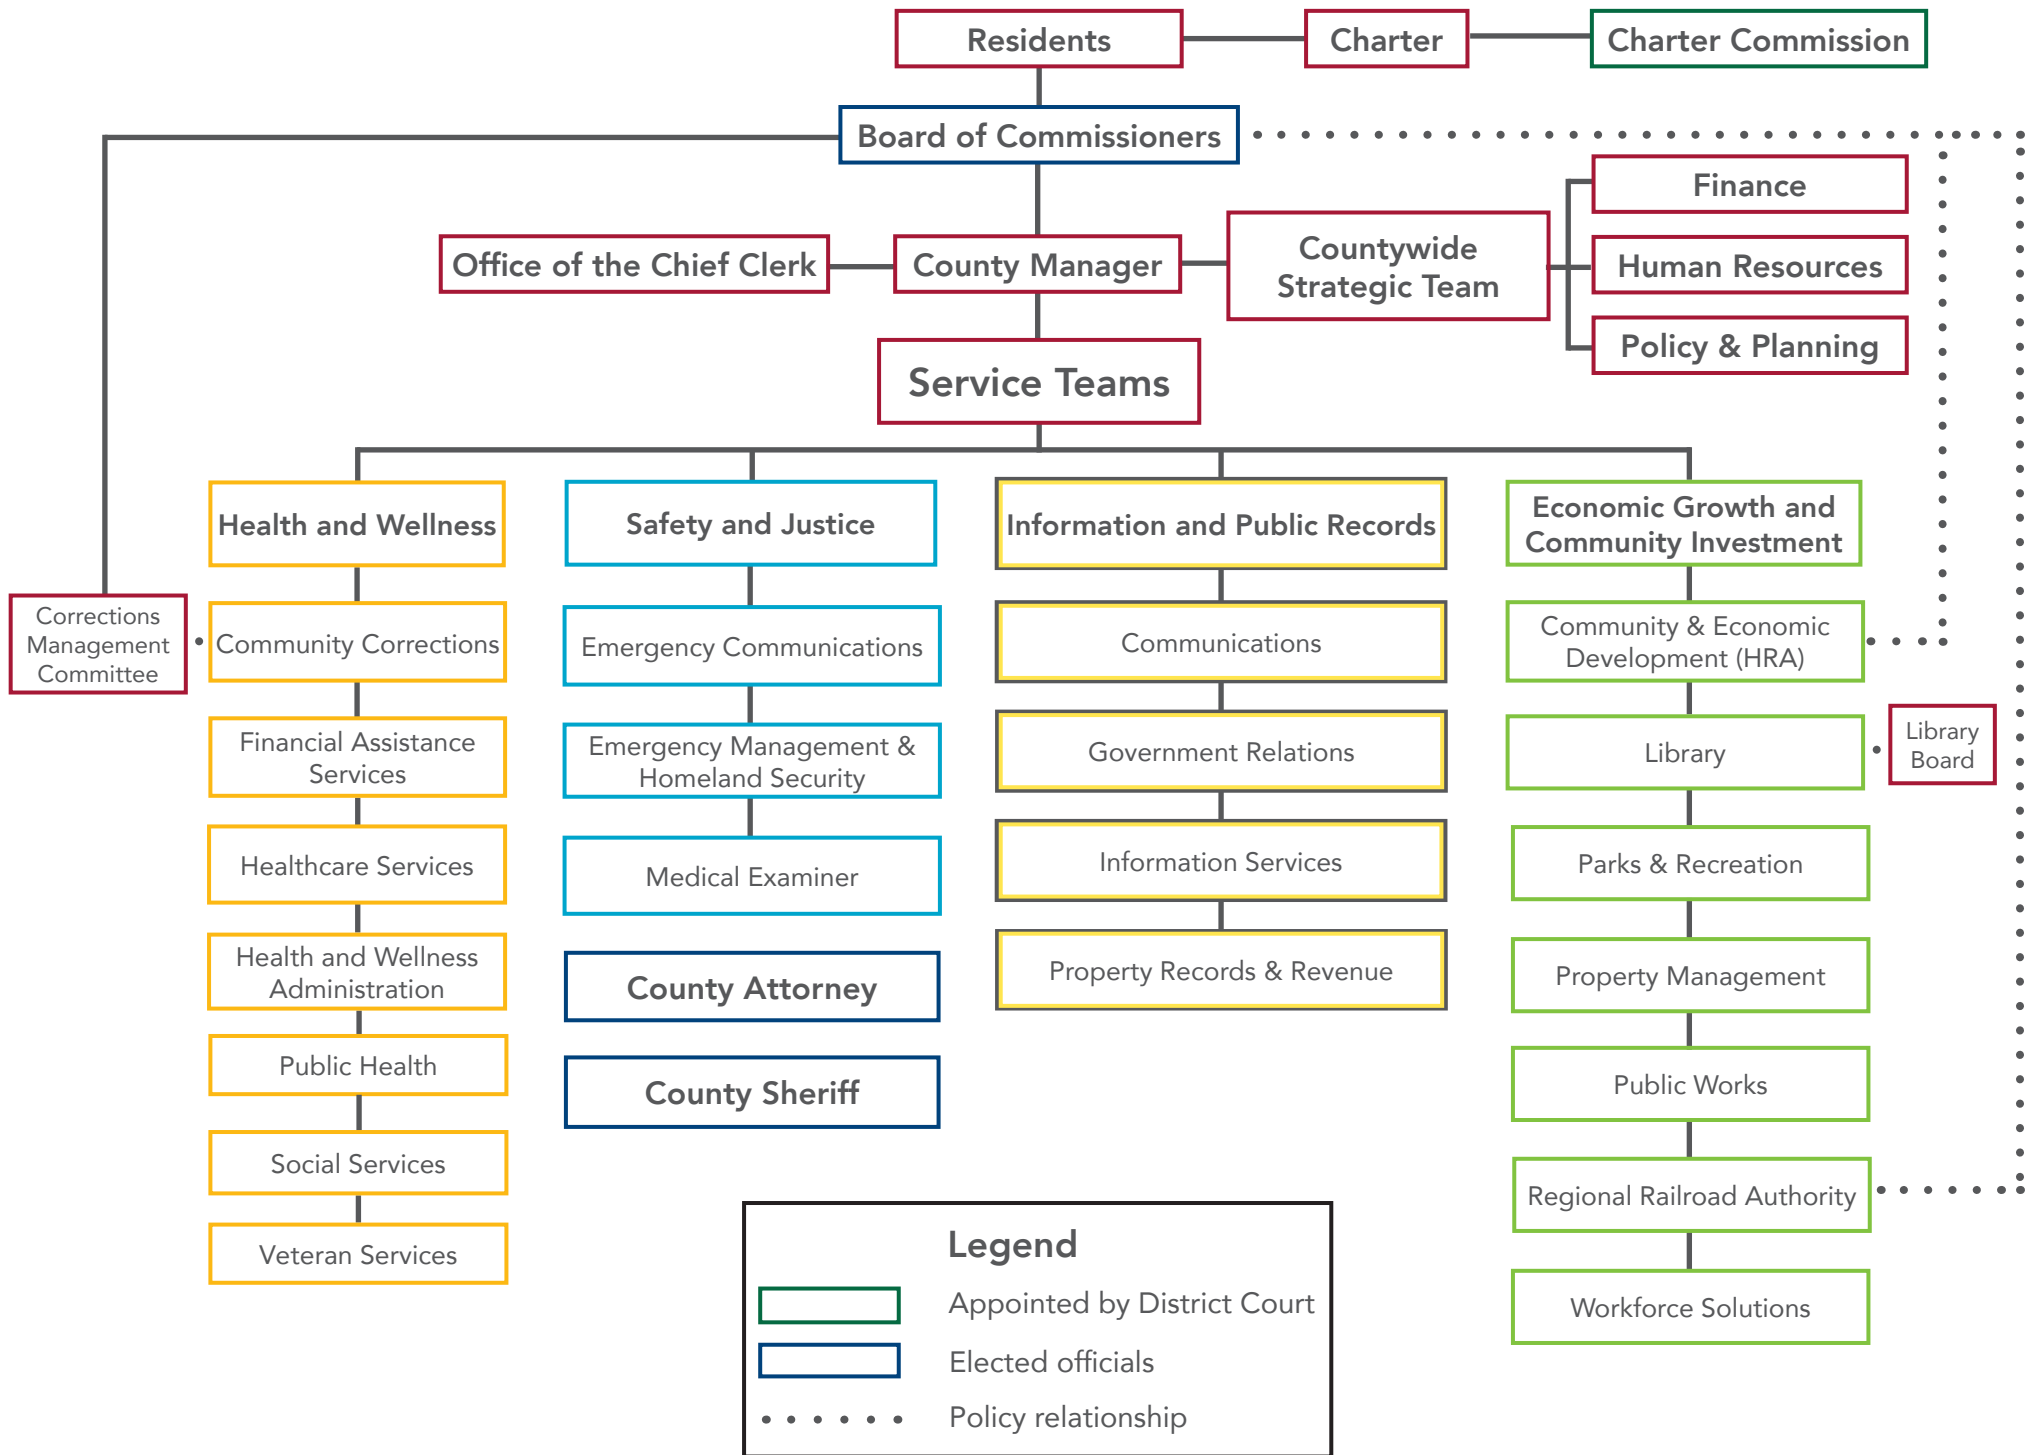 Residents
Charter
Charter Commission
Board of Commissioners
Finance
Office of the Chief Clerk
County Manager
Countywide
Strategic Team
Human Resources
Policy & Planning
Service Teams
Health and Wellness
Safety and Justice
Information and Public Records
Economic Growth and
Community Investment
Corrections
Management
Committee
Community Corrections
Financial Assistance
Services
Healthcare Services
Health and Wellness
Administration
Public Health
Social Services
Veteran Services
Emergency Communications
Emergency Management &
Homeland Security
Medical Examiner
County Attorney
County Sheriff
Communications
Government Relations
Information Services
Property Records & Revenue
Community & Economic
Development (HRA)
Library
Library
Board
Parks & Recreation
Property Management
Public Works
Regional Railroad Authority
Workforce Solutions
Legend
Appointed by District Court
Elected officials
Policy relationship